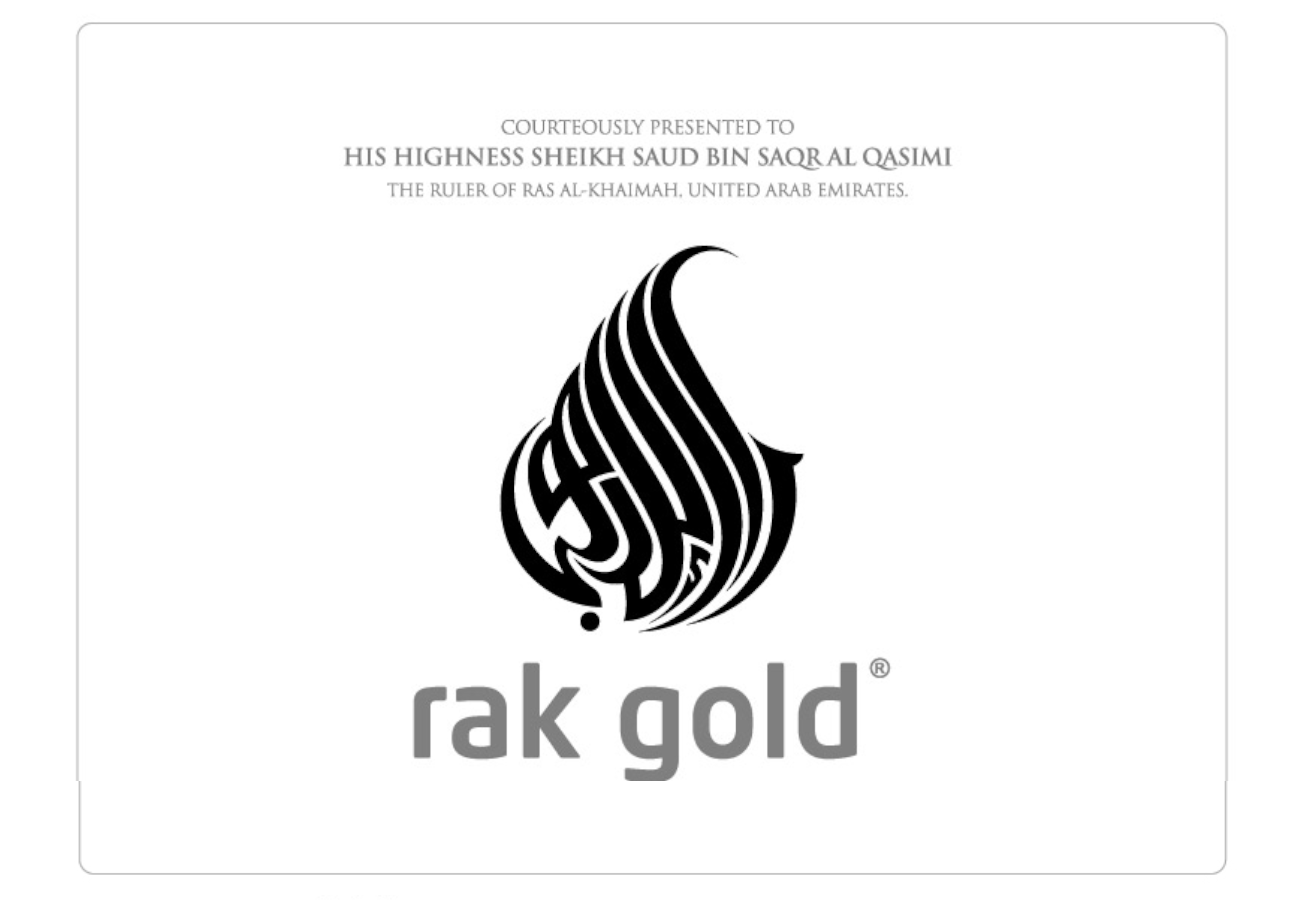 COURTEOUSLY PRESENTED TO
HIS HIGHNESS SHEIKH SAUD BIN SAQR AL QASIMI
THE RULER OF RAS AL-KHAIMAH, UNITED ARAB EMIRATES.
rak gold®